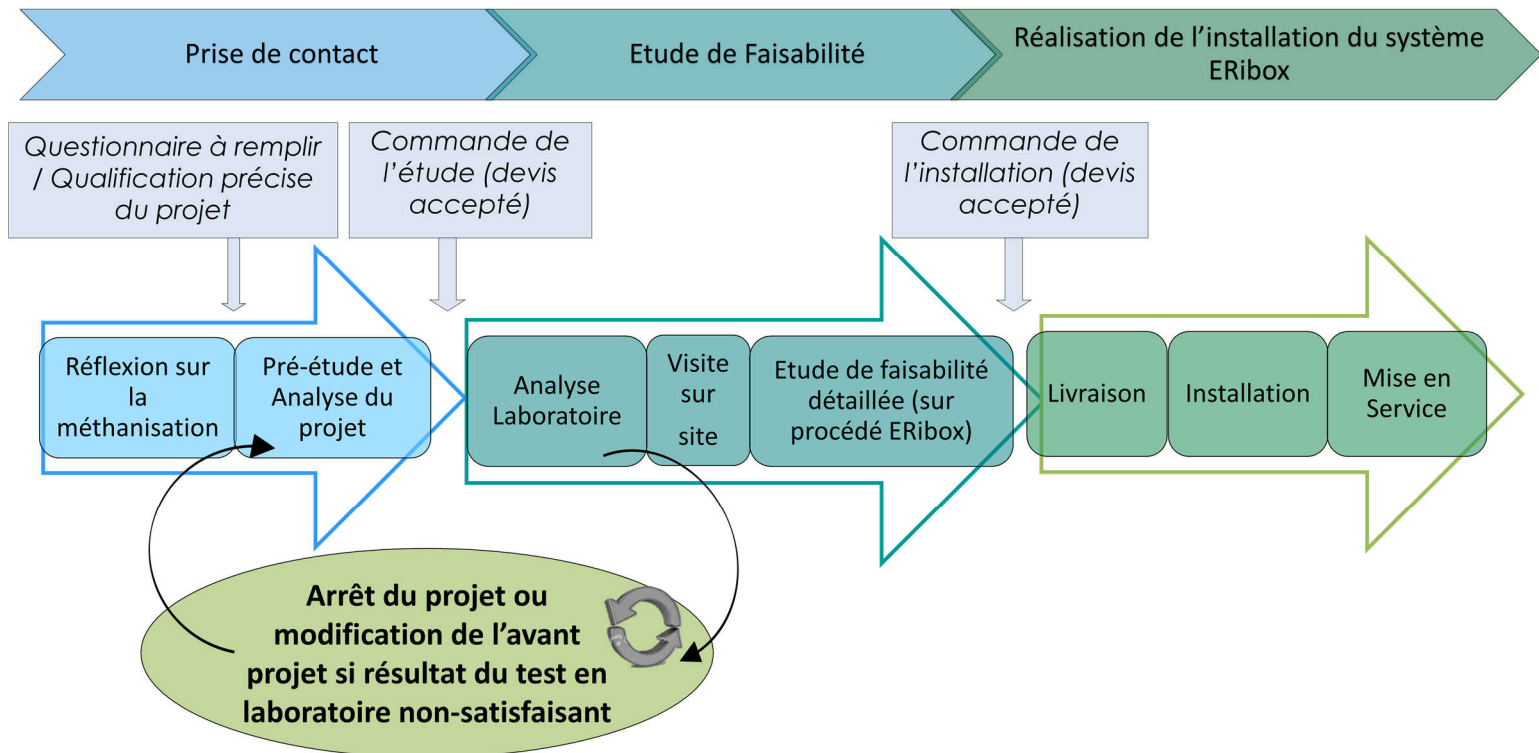 Prise de contact
Etude de Faisabilité
Réalisation de l'installation du système
ERibox
Questionnaire à remplir
/ Qualification précise
du projet
Commande de
l'étude (devis
accepté)
Commande de
l'installation (devis
accepté)
Réflexion sur
la
méthanisation
Pré-étude et
Analyse du
projet
Analyse
Laboratoire
Visite
sur
site
Etude de faisabilité
détaillée (sur
procédé ERibox)
Livraison
Installation
Mise en
Service
Arrêt du projet ou
modification de l'avant
projet si résultat du test en
laboratoire non-satisfaisant